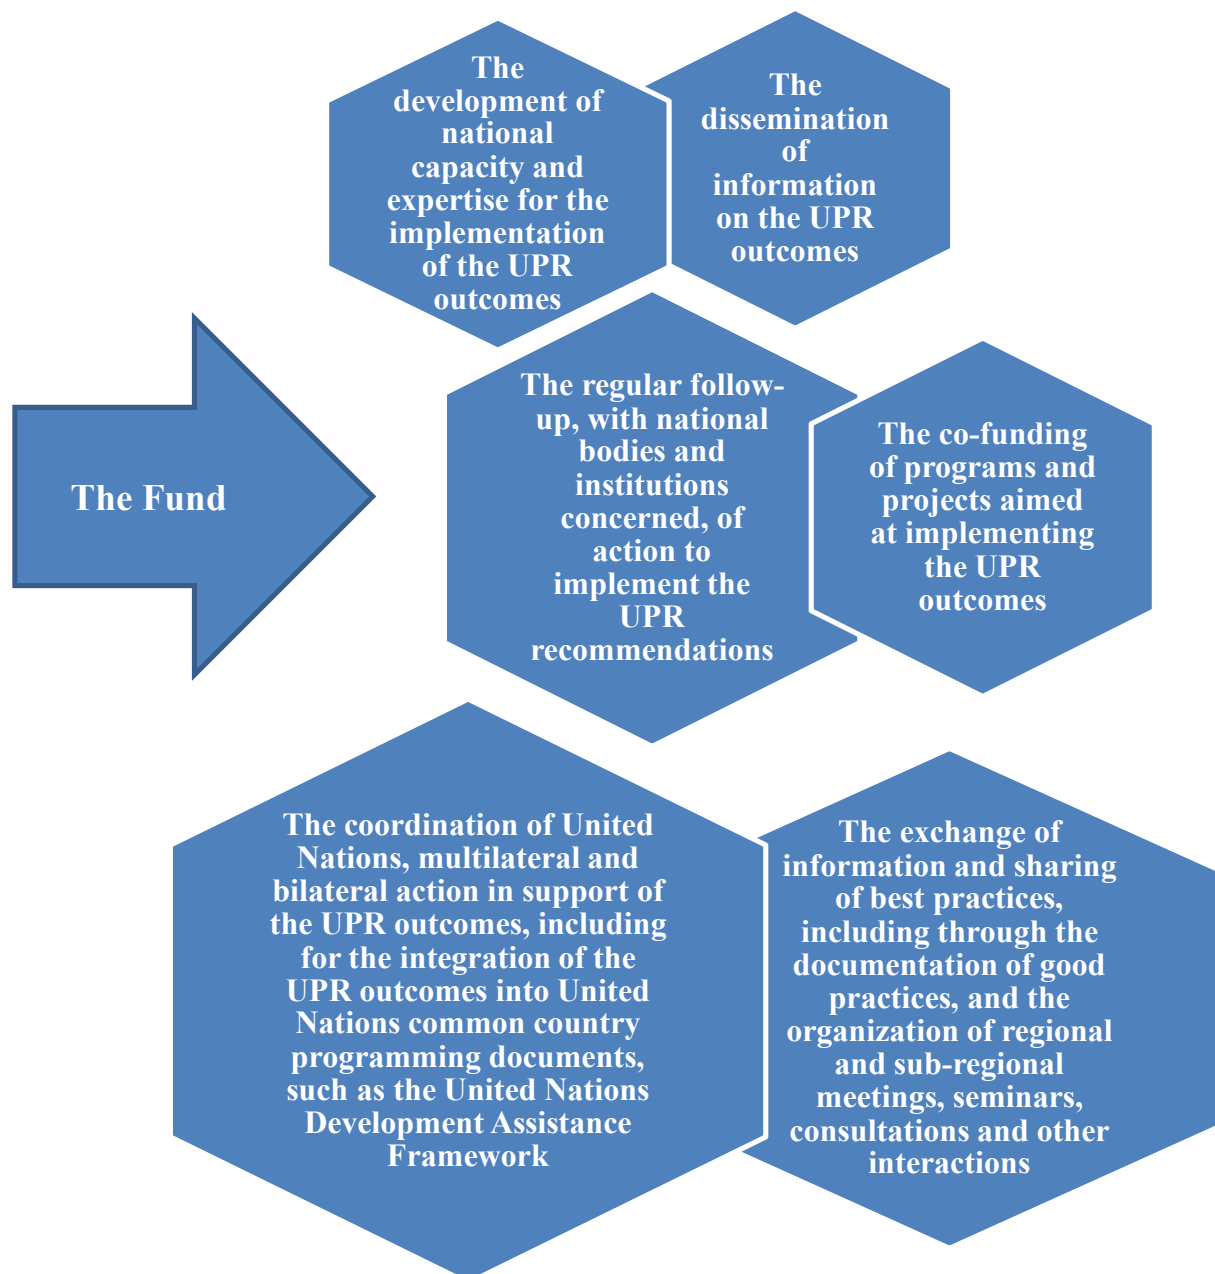 The
development of
national
capacity and
expertise for the
implementation
of the UPR
outcomes
The
dissemination
of
information
on the UPR
outcomes
The Fund
The regular follow-
up, with national
bodies and
institutions
concerned, of
action to
implement the
UPR
recommendations
The co-funding
of programs and
projects aimed
at implementing
the UPR
outcomes
The coordination of United
Nations, multilateral and
bilateral action in support of
the UPR outcomes, including
for the integration of the
UPR outcomes into United
Nations common country
programming documents,
such as the United Nations
Development Assistance
Framework
The exchange of
information and sharing
of best practices,
including through the
documentation of good
practices, and the
organization of regional
and sub-regional
meetings, seminars,
consultations and other
interactions